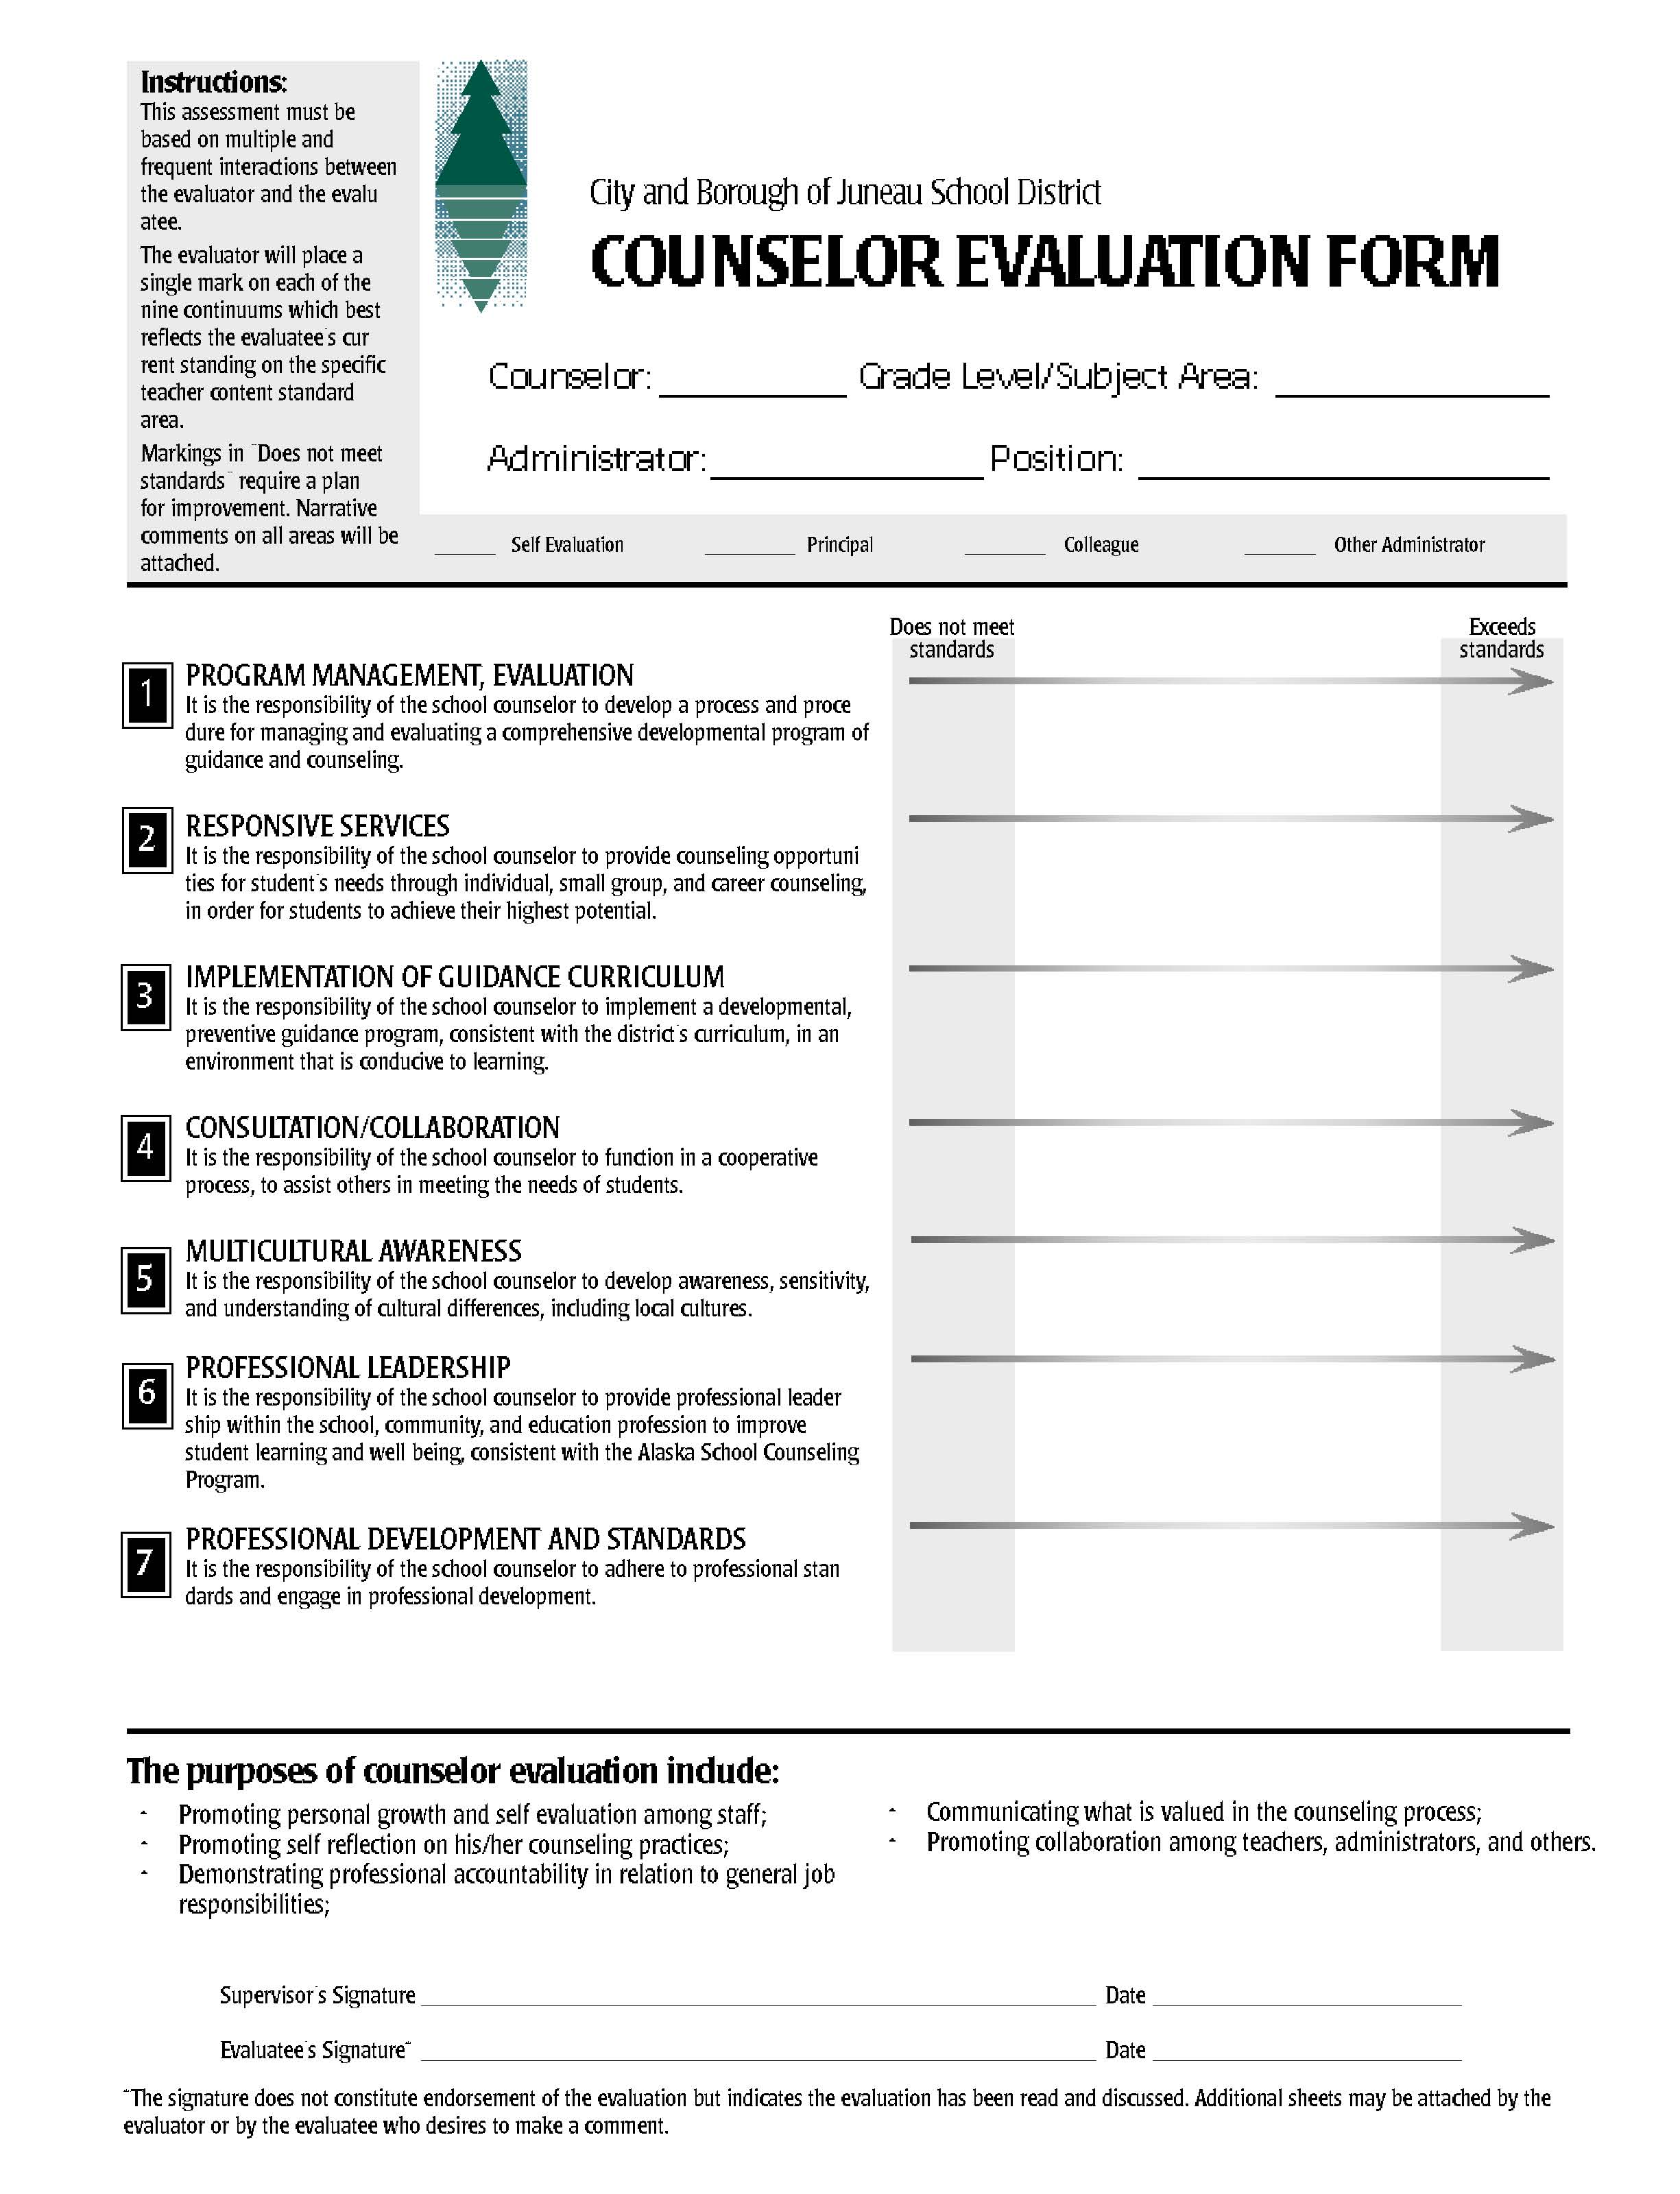 Instructions:
This assessment must be
based on multiple and
frequent interactions between
the evaluator and the evalu
atee.
The evaluator will place a
single mark on each of the
nine continuums which best
reflects the evaluatee's cur
rent standing on the specific
teacher content standard
area.
Markings in "Does not meet
standards" require a plan
for improvement. Narrative
comments on all areas will be
attached.
City and Borough of Juneau School District
COUNSELOR EVALUATION FORM
Counselor: Grade Level/Subject Area:
Administrator: Position:
Self Evaluation Principal Colleague Other Administrator
Does not meet
standards
Exceeds
standards
1 PROGRAM MANAGEMENT, EVALUATION
It is the responsibility of the school counselor to develop a process and proce
dure for managing and evaluating a comprehensive developmental program of
guidance and counseling.
2 RESPONSIVE SERVICES
It is the responsibility of the school counselor to provide counseling opportuni
ties for student's needs through individual, small group, and career counseling,
in order for students to achieve their highest potential.
3 IMPLEMENTATION OF GUIDANCE CURRICULUM
It is the responsibility of the school counselor to implement a developmental,
preventive guidance program, consistent with the district's curriculum, in an
environment that is conducive to learning.
4 CONSULTATION/COLLABORATION
It is the responsibility of the school counselor to function in a cooperative
process, to assist others in meeting the needs of students.
5 MULTICULTURAL AWARENESS
It is the responsibility of the school counselor to develop awareness, sensitivity,
and understanding of cultural differences, including local cultures.
6 PROFESSIONAL LEADERSHIP
It is the responsibility of the school counselor to provide professional leader
ship within the school, community, and education profession to improve
student learning and well being, consistent with the Alaska School Counseling
Program.
7 PROFESSIONAL DEVELOPMENT AND STANDARDS
It is the responsibility of the school counselor to adhere to professional stan
dards and engage in professional development.
The purposes of counselor evaluation include:
- Promoting personal growth and self evaluation among staff;
- Promoting self reflection on his/her counseling practices;
- Demonstrating professional accountability in relation to general job
responsibilities;
- Communicating what is valued in the counseling process;
- Promoting collaboration among teachers, administrators, and others.
Supervisor's Signature Date
Evaluatee's Signature* Date
*The signature does not constitute endorsement of the evaluation but indicates the evaluation has been read and discussed. Additional sheets may be attached by the
evaluator or by the evaluatee who desires to make a comment.